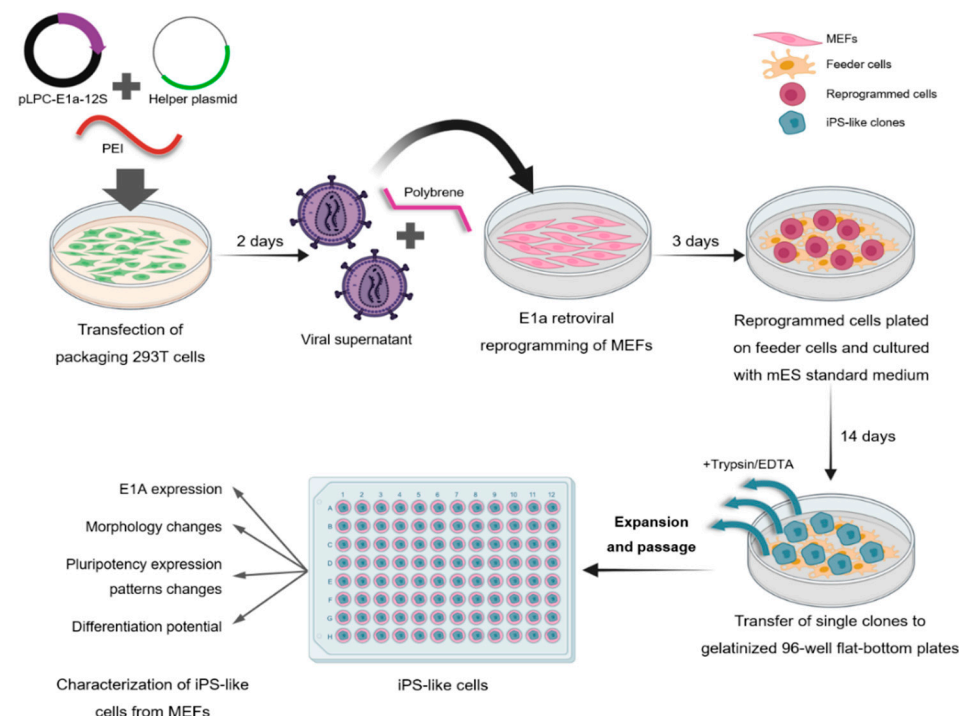 pLPC-E1a-12S
Helper plasmid
PEI
MEFs
Feeder cells
Reprogrammed cells
iPS-like clones
2 days
Polybrene
3 days
Transfection of
packaging 293T cells
Viral supernatant
E1a retroviral
reprogramming of MEFs
Reprogrammed cells plated
on feeder cells and cultured
with mES standard medium
14 days
+Trypsin/EDTA
Expansion
and passage
Transfer of single clones to
gelatinized 96-well flat-bottom plates
1 2 3 4 5 6 7 8 9 10 11 12
A
B
C
D
E
F
G
H
iPS-like cells
E1A expression
Morphology changes
Pluripotency expression
patterns changes
Differentiation potential
Characterization of iPS-like
cells from MEFs